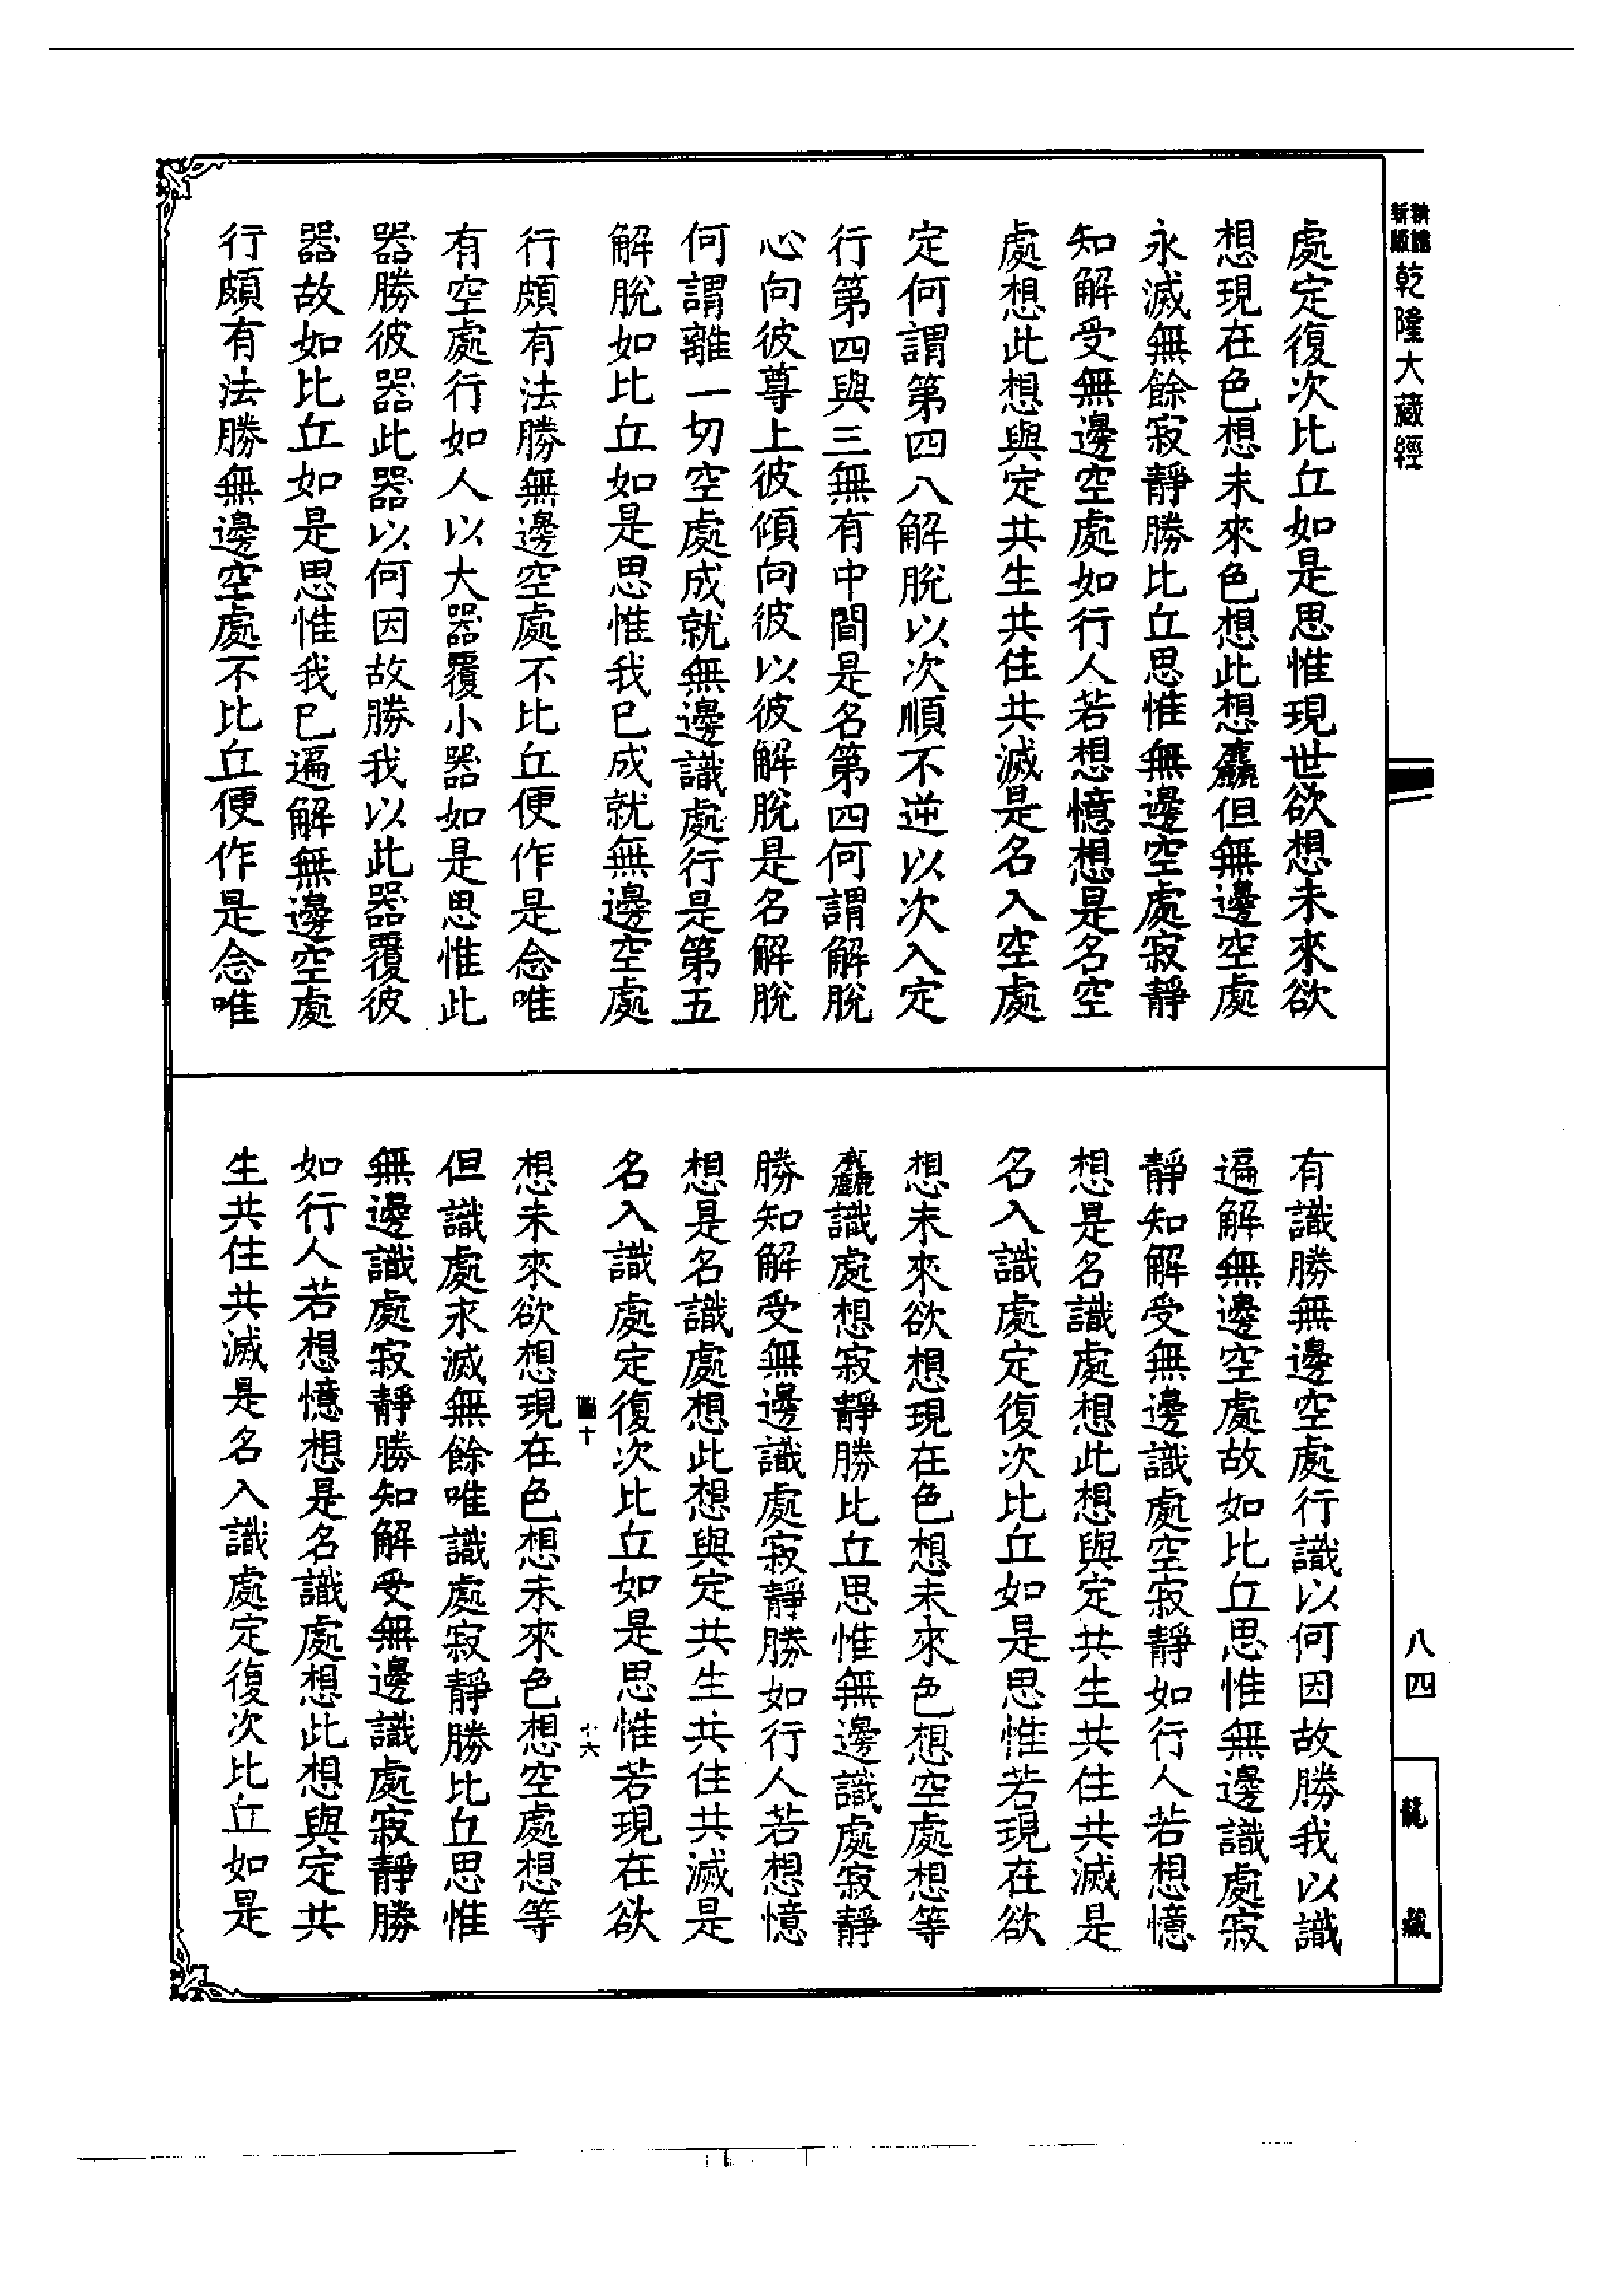 乾隆大藏經
處定復次比丘如是思惟現世欲想未來欲
想現在色想未來色想此想麤但無邊空處
永滅無餘寂靜勝比丘思惟無邊空處寂靜
知解受無邊空處如行人若想憶想是名空
處想此想與定共生共住共滅是名入空處
定何謂第四八解脫以次順不逆以次入定
行第四與三無有中間是名第四何謂解脫
心向彼尊上彼傾向彼以彼解脫是名解脫
何謂離一切空處成就無邊識處行是第五
解脫如比丘如是思惟我已成就無邊空處
行頗有法勝無邊空處不比丘便作是念唯
有空處行如人以大器覆小器如是思惟此
器勝彼器此器以何因故勝我以此器覆彼
器故如比丘如是思惟我已遍解無邊空處
行頗有法勝無邊空處不比丘便作是念唯
有識勝無邊空處行識以何因故勝我以識
遍解無邊空處故如比丘思惟無邊識處寂
靜知解受無邊識處空寂靜如行人若想憶
想是名識處想此想與定共生共住共滅是
名入識處定復次比丘如是思惟若現在欲
想未來欲想現在色想未來色想空處想等
麤識處想寂靜勝比丘思惟無邊識處寂靜
勝知解受無邊識處寂靜勝如行人若想憶
想是名識處想此想與定共生共住共滅是
名入識處定復次比丘如是思惟若現在欲
想未來欲想現在色想未來色想空處想等
但識處求滅無餘唯識處寂靜勝比丘思惟
無邊識處寂靜勝知解受無邊識處寂靜勝
如行人若想憶想是名識處想此想與定共
生共住共滅是名入識處定復次比丘如是
八四
龍藏